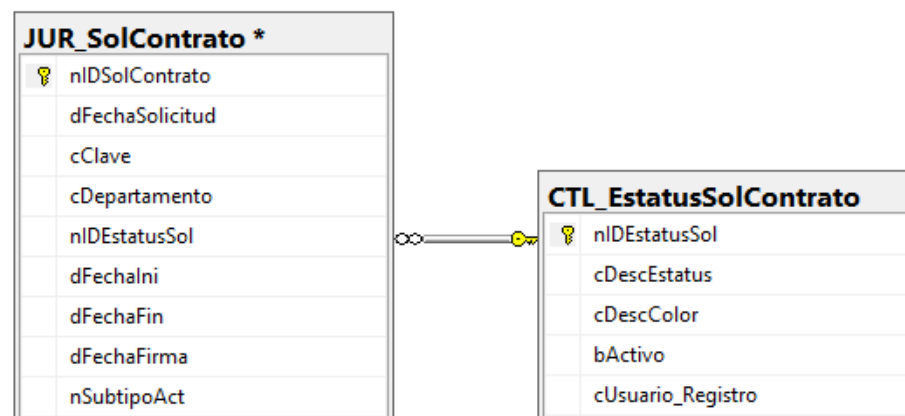 JUR_SolContrato *
nIDSolContrato
dFechaSolicitud
cClave
cDepartamento
nIDEstatusSol
dFechaIni
dFechaFin
dFechaFirma
nSubtipoAct
CTL_EstatusSolContrato
nIDEstatusSol
cDescEstatus
cDescColor
bActivo
cUsuario_Registro